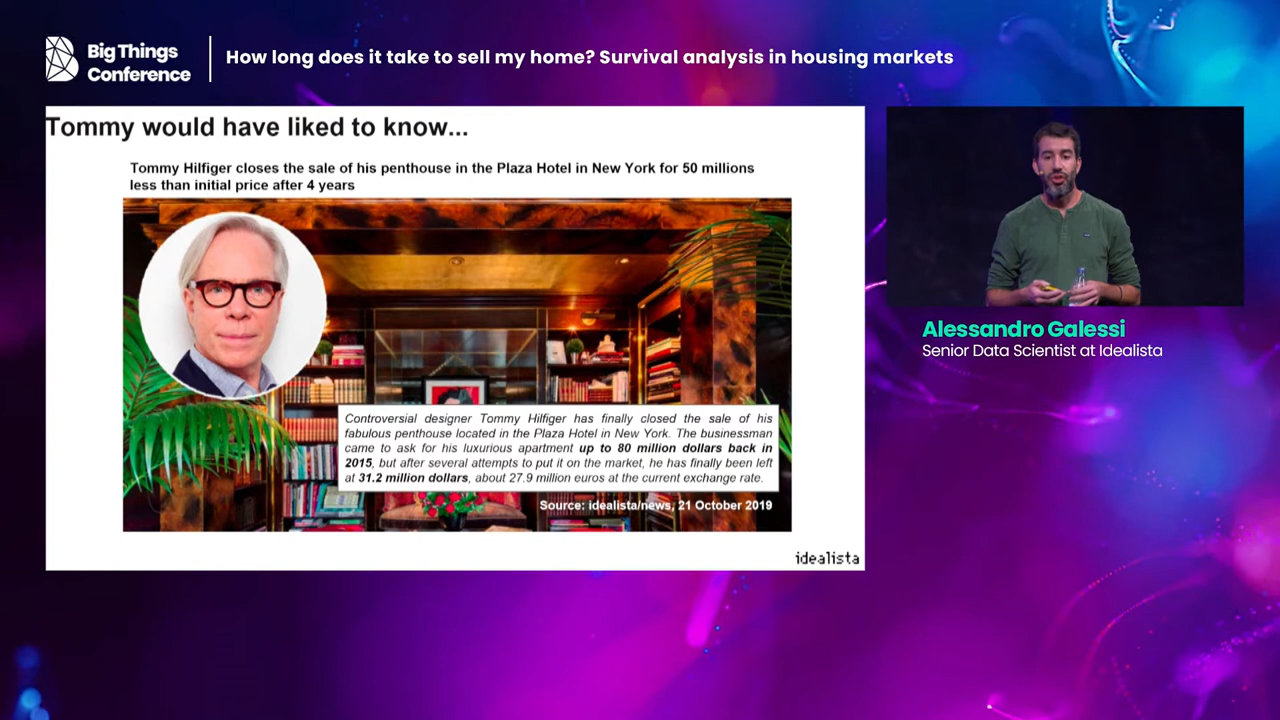 Big Things
Conference
How long does it take to sell my home? Survival analysis in housing markets
Tommy would have liked to know...
Tommy Hilfiger closes the sale of his penthouse in the Plaza Hotel in New York for 50 millions
less than initial price after 4 years
Controversial designer Tommy Hilfiger has finally closed the sale of his
fabulous penthouse located in the Plaza Hotel in New York. The businessman
came to ask for his luxurious apartment up to 80 million dollars back in
2015, but after several attempts to put it on the market, he has finally been left
at 31.2 million dollars, about 27.9 million euros at the current exchange rate.
Source: idealista/news, 21 October 2019
idealista
Alessandro Galessi
Senior Data Scientist at Idealista